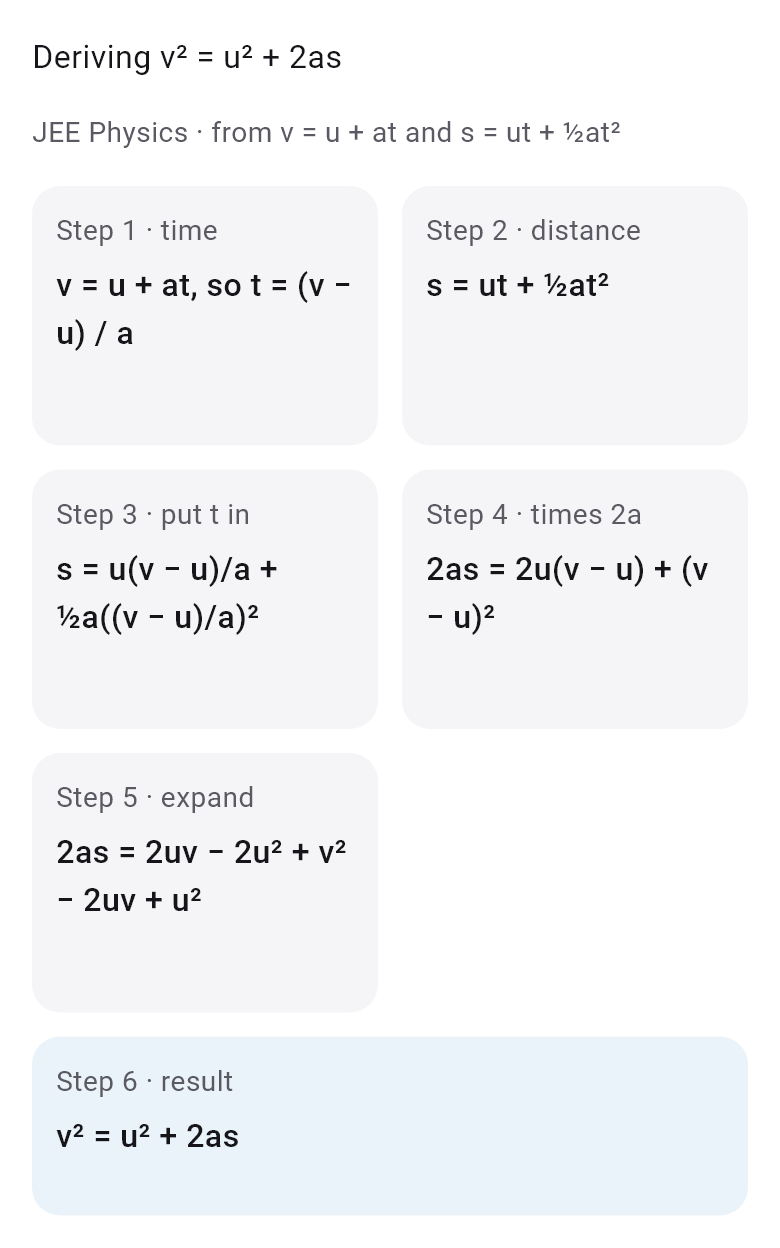 Deriving v² = u² + 2as
JEE Physics · from v = u + at and s = ut + ½at²
Step 1 · time
v = u + at, so t = (v −
u) / a
Step 2 · distance
s = ut + ½at²
Step 3 · put t in
s = u(v − u)/a +
½a((v − u)/a)²
Step 4 · times 2a
2as = 2u(v − u) + (v
− u)²
Step 5 · expand
2as = 2uv − 2u² + v²
− 2uv + u²
Step 6 · result
v² = u² + 2as